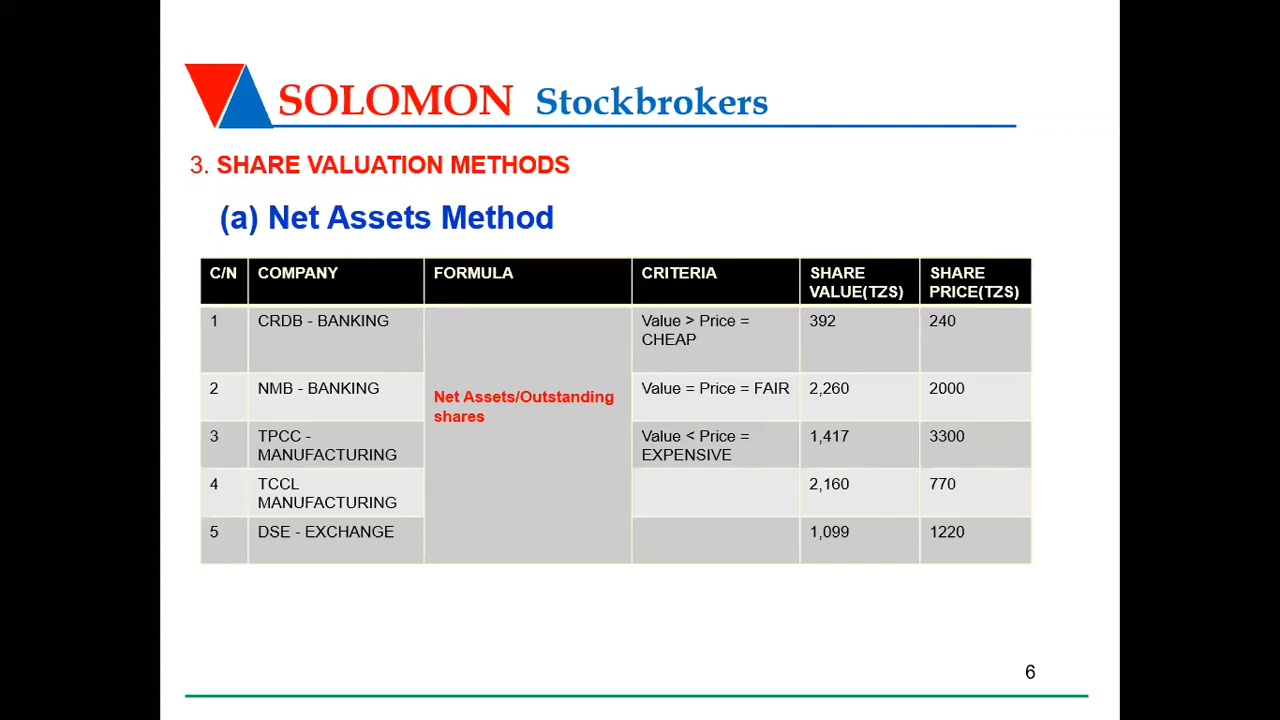 SOLOMON Stockbrokers
3. SHARE VALUATION METHODS
(a) Net Assets Method
C/N COMPANY FORMULA CRITERIA SHARE VALUE(TZS) SHARE PRICE(TZS)
1 CRDB - BANKING Value > Price = CHEAP 392 240
2 NMB - BANKING Net Assets/Outstanding shares Value = Price = FAIR 2,260 2000
3 TPCC - MANUFACTURING Value < Price = EXPENSIVE 1,417 3300
4 TCCL MANUFACTURING 2,160 770
5 DSE - EXCHANGE 1,099 1220
6